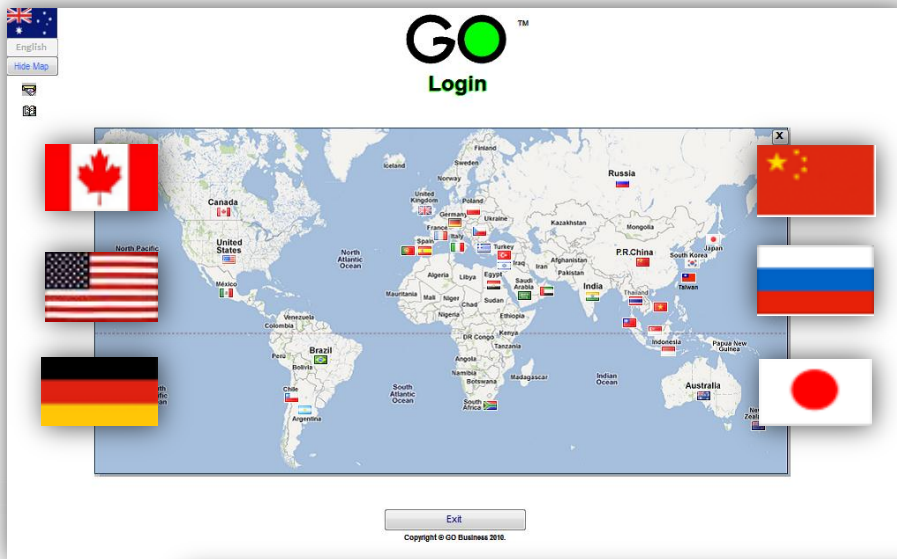 GO ™
Login
English
Hide Map
X
Finland
Iceland
Sweden
Norway
Russia
United
Kingdom
Poland
Canada
Germany
Ukraine
France
Kazakhstan
Mongolia
United
States
North Pacific
North
Atlantic
Ocean
Spain
Italy
Turkey
P.R.China
Japan
South Korea
Iraq
Iran
Afghanistan
Pakistan
Algeria
Libya
Egypt
Saudi
Arabia
India
Taiwan
México
Mauritania
Mali
Niger
Chad
Sudan
Thailand
Nigeria
Ethiopia
Venezuela
Colombia
Kenya
DR Congo
Tanzania
Indonesia
Papua New
Guinea
Perú
Brazil
Bolivia
Angola
Namibia
Botswana
Madagascar
Indian
Ocean
Australia
Chile
South
Atlantic
Ocean
South
Africa
Argentina
Exit
Copyright © GO Business 2010.